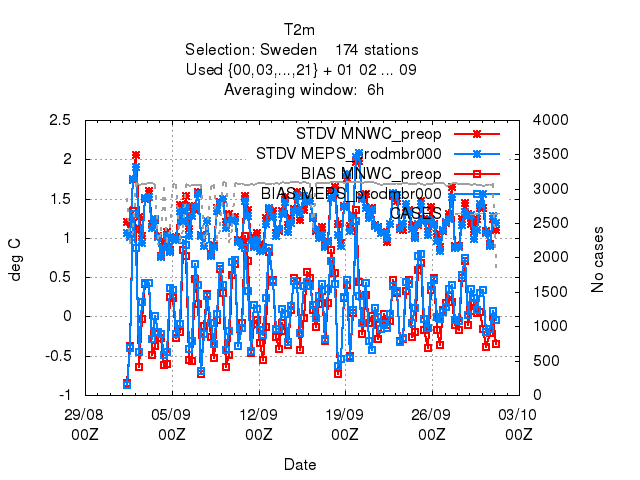 T2m
Selection: Sweden 174 stations
Used {00,03,...,21} + 01 02 ... 09
Averaging window: 6h
STDV MNWC_preop
STDV MEPS_prodmbr000
BIAS MNWC_preop
BIAS MEPS_prodmbr000
CASES
deg C
2.5
2
1.5
1
0.5
0
-0.5
-1
No cases
4000
3500
3000
2500
2000
1500
1000
500
0
29/08 05/09 12/09 19/09 26/09 03/10
00Z 00Z 00Z 00Z 00Z 00Z
Date